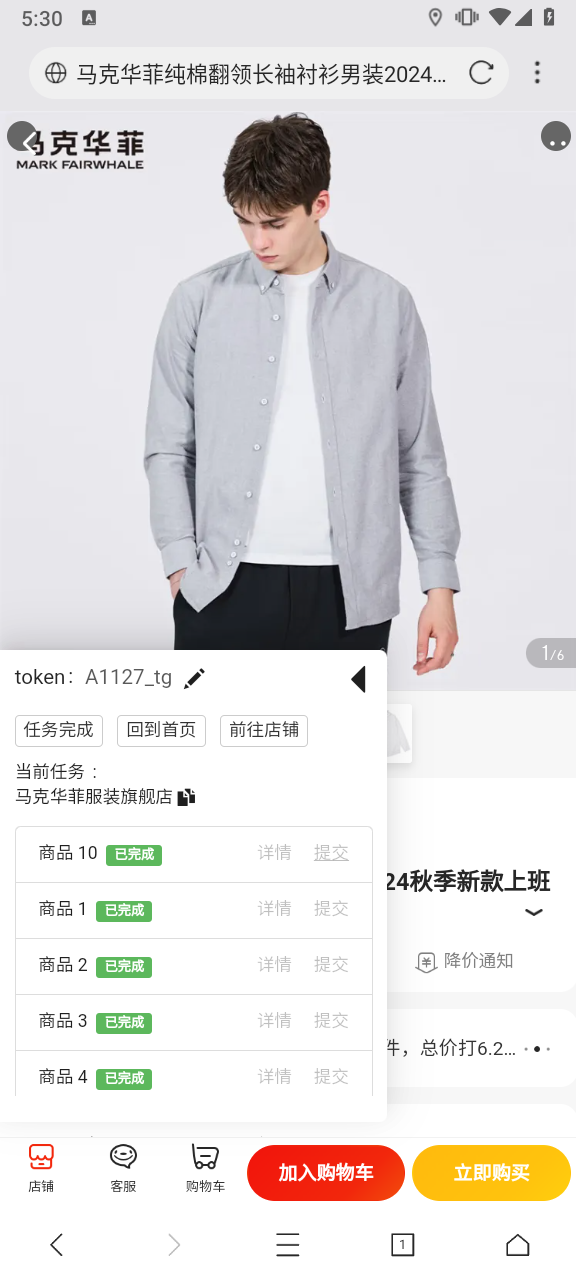 5:30
A
马克华菲纯棉翻领长袖衬衫男装2024...
马克华菲
MARK FAIRWHALE
1/6
token： A1127_tg
任务完成 回到首页 前往店铺
当前任务 :
马克华菲服装旗舰店
商品 10 已完成 详情 提交
商品 1 已完成 详情 提交
24秋季新款上班
商品 2 已完成 详情 提交
降价通知
商品 3 已完成 详情 提交
件，总价打6.2...
商品 4 已完成 详情 提交
店铺 客服 购物车 加入购物车 立即购买
1